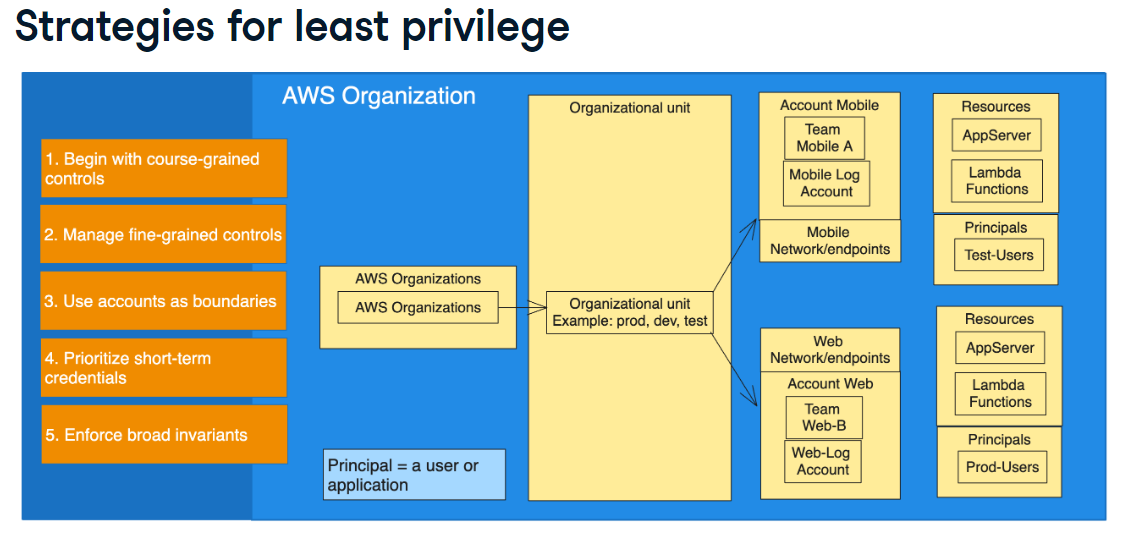 Strategies for least privilege
AWS Organization
1. Begin with course-grained
controls
2. Manage fine-grained controls
3. Use accounts as boundaries
4. Prioritize short-term
credentials
5. Enforce broad invariants
AWS Organizations
AWS Organizations
Principal = a user or
application
Organizational unit
Organizational unit
Example: prod, dev, test
Account Mobile
Team
Mobile A
Mobile Log
Account
Mobile
Network/endpoints
Web
Network/endpoints
Account Web
Team
Web-B
Web-Log
Account
Resources
AppServer
Lambda
Functions
Principals
Test-Users
Resources
AppServer
Lambda
Functions
Principals
Prod-Users